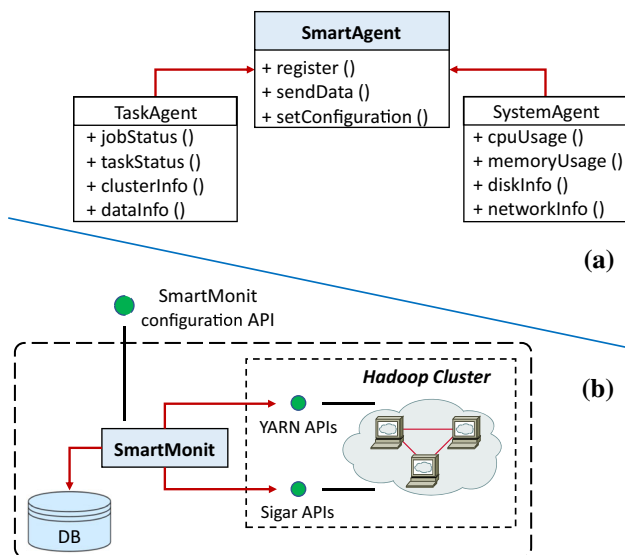 SmartAgent
+ register ()
+ sendData ()
+ setConfiguration ()
TaskAgent
+ jobStatus ()
+ taskStatus ()
+ clusterInfo ()
+ dataInfo ()
SystemAgent
+ cpuUsage ()
+ memoryUsage ()
+ diskInfo ()
+ networkInfo ()
(a)
SmartMonit
configuration API
(b)
Hadoop Cluster
YARN APIs
SmartMonit
Sigar APIs
DB